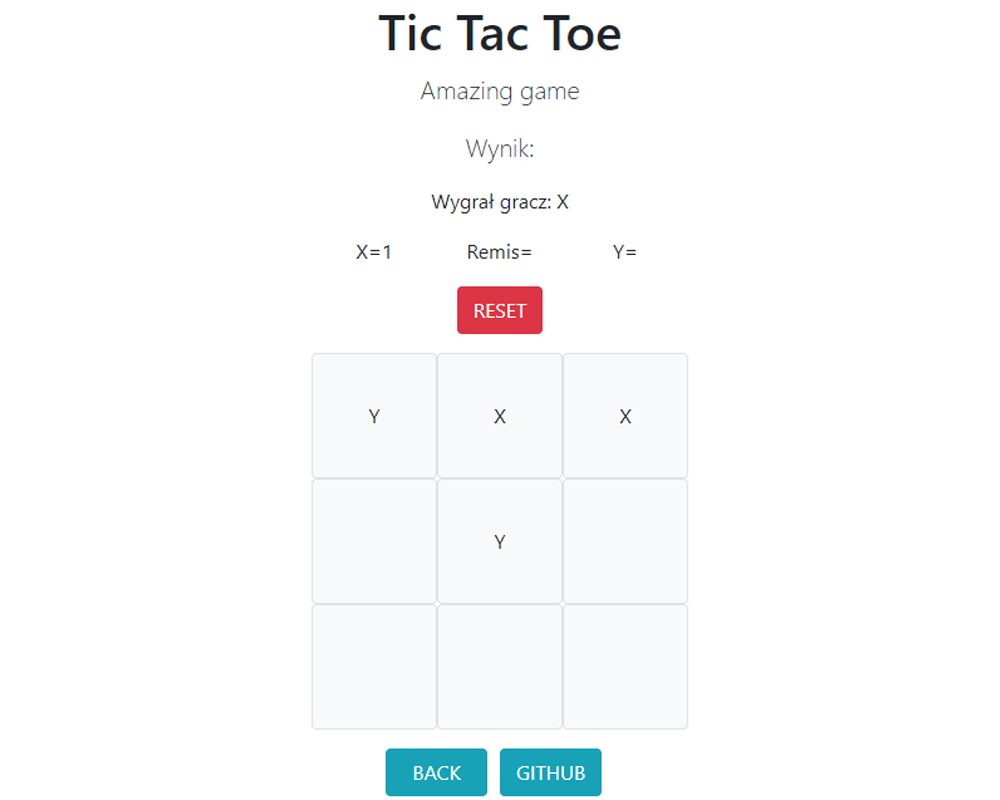 Tic Tac Toe
Amazing game
Wynik:
Wygrał gracz: X
X=1 Remis= Y=
RESET
Y X X
Y
BACK GITHUB